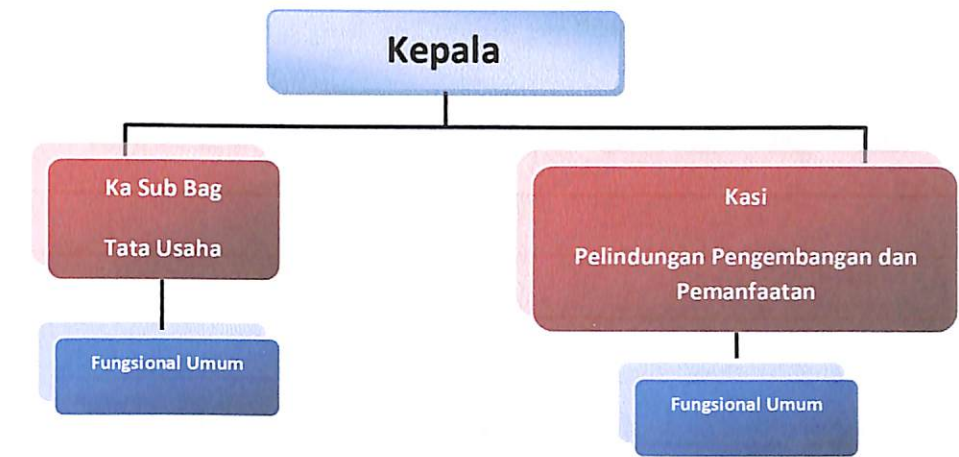 Kepala
Ka Sub Bag
Tata Usaha
Kasi
Pelindungan Pengembangan dan
Pemanfaatan
Fungsional Umum
Fungsional Umum